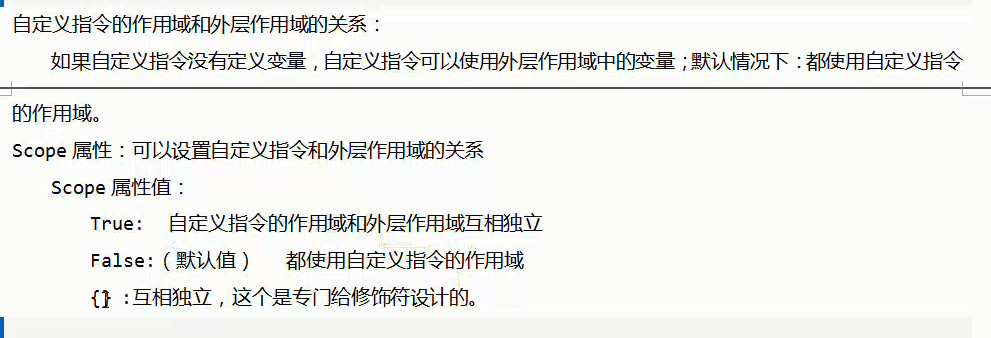 自定义指令的作用域和外层作用域的关系：
如果自定义指令没有定义变量，自定义指令可以使用外层作用域中的变量；默认情况下：都使用自定义指令
的作用域。
Scope 属性：可以设置自定义指令和外层作用域的关系
Scope 属性值：
True: 自定义指令的作用域和外层作用域互相独立
False:（默认值） 都使用自定义指令的作用域
{} :互相独立，这个是专门给修饰符设计的。